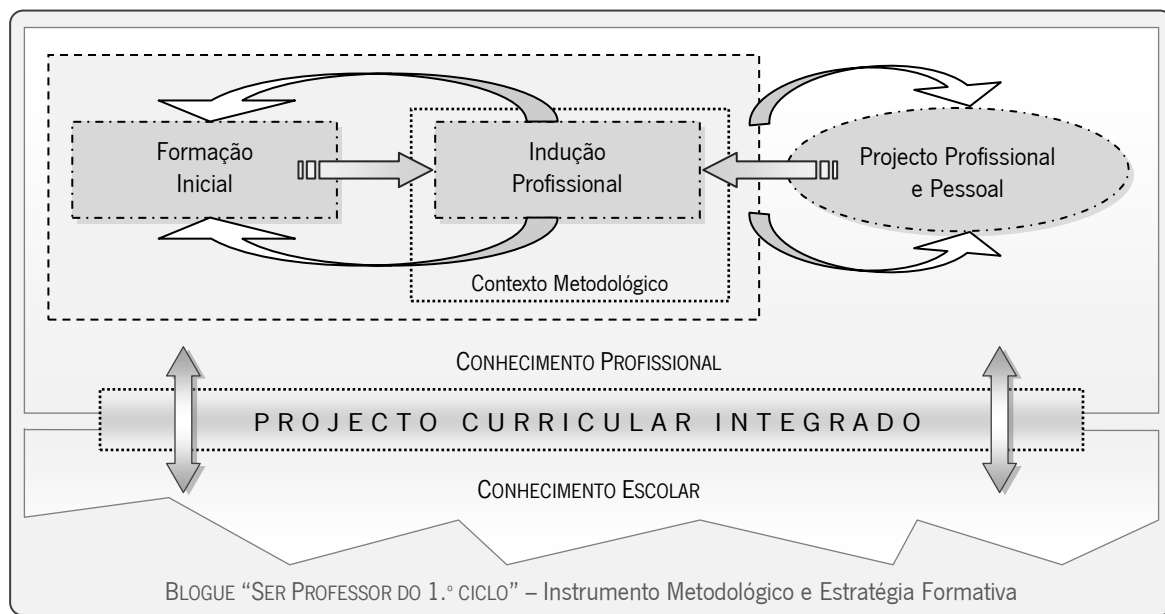 Formação
Inicial
Indução
Profissional
Projecto Profissional
e Pessoal
Contexto Metodológico
CONHECIMENTO PROFISSIONAL
PROJECTO CURRICULAR INTEGRADO
CONHECIMENTO ESCOLAR
BLOGUE “SER PROFESSOR DO 1.º CICLO” – Instrumento Metodológico e Estratégia Formativa